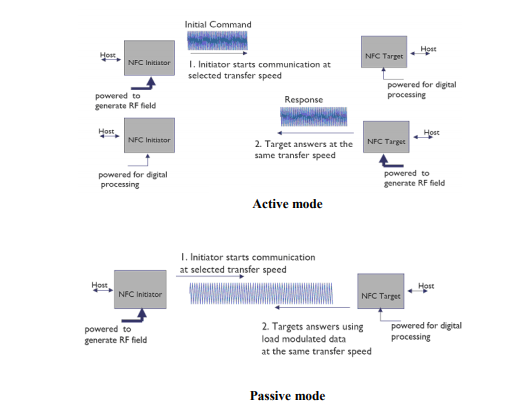 Initial Command
Host
NFC Initiator
1. Initiator starts communication at
selected transfer speed
powered to
generate RF field
NFC Target
Host
powered for digital
processing
Response
Host
NFC Initiator
2. Target answers at the
same transfer speed
powered for digital
processing
NFC Target
Host
powered to
generate RF field
Active mode
1. Initiator starts communication
at selected transfer speed
Host
NFC Initiator
powered to
generate RF field
NFC Target
Host
2. Targets answers using
load modulated data
at the same transfer speed
powered for digital
processing
Passive mode